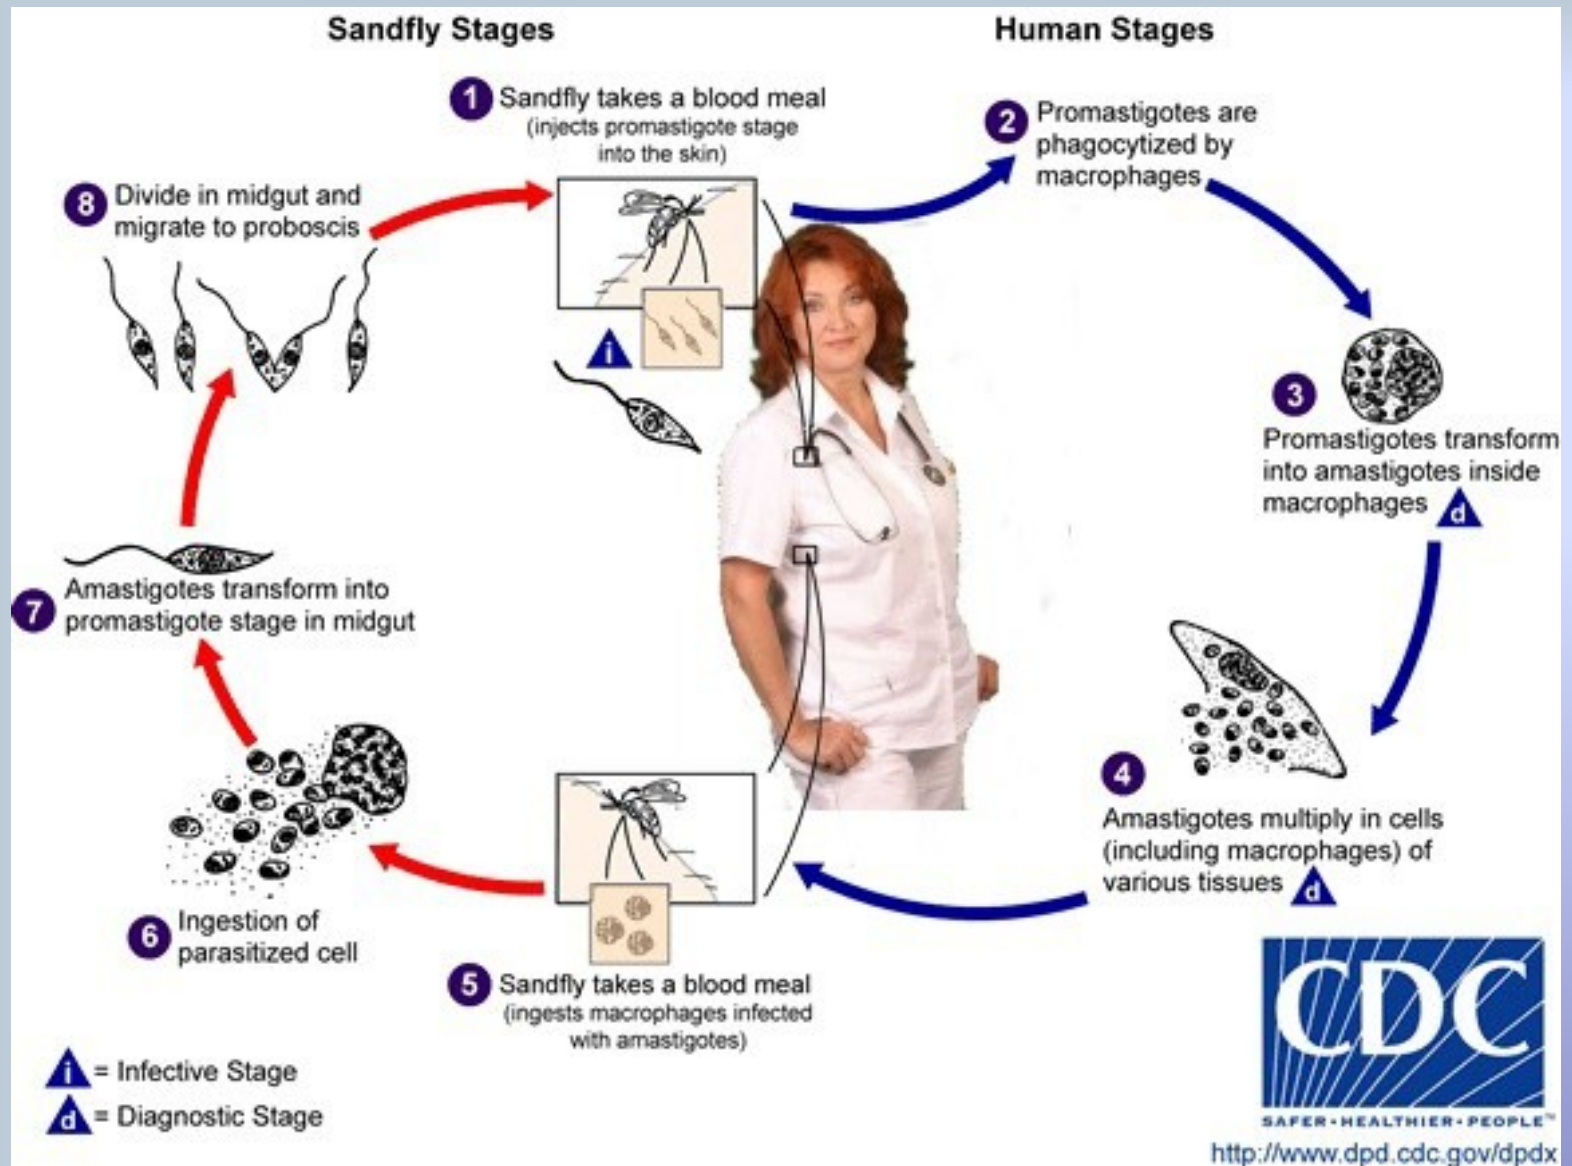 Sandfly Stages
Human Stages
1 Sandfly takes a blood meal
(injects promastigote stage
into the skin)
2 Promastigotes are
phagocytized by
macrophages
3
Promastigotes transform
into amastigotes inside
macrophages d
4
Amastigotes multiply in cells
(including macrophages) of
various tissues d
5 Sandfly takes a blood meal
(ingests macrophages infected
with amastigotes)
6 Ingestion of
parasitized cell
7 Amastigotes transform into
promastigote stage in midgut
8 Divide in midgut and
migrate to proboscis
i
i = Infective Stage
d = Diagnostic Stage
CDC
SAFER•HEALTHIER•PEOPLE™
http://www.dpd.cdc.gov/dpdx